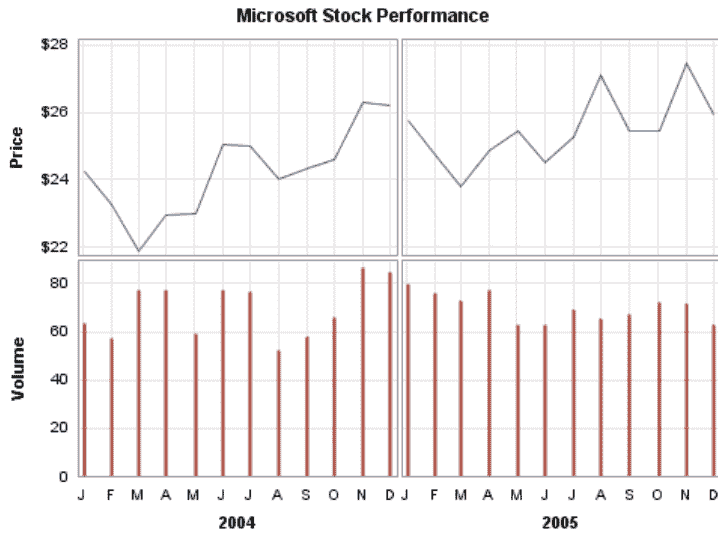 Microsoft Stock Performance
$28
$26
$24
$22
Price
80
60
40
20
0
Volume
J F M A M J J A S O N D J F M A M J J A S O N D
2004 2005